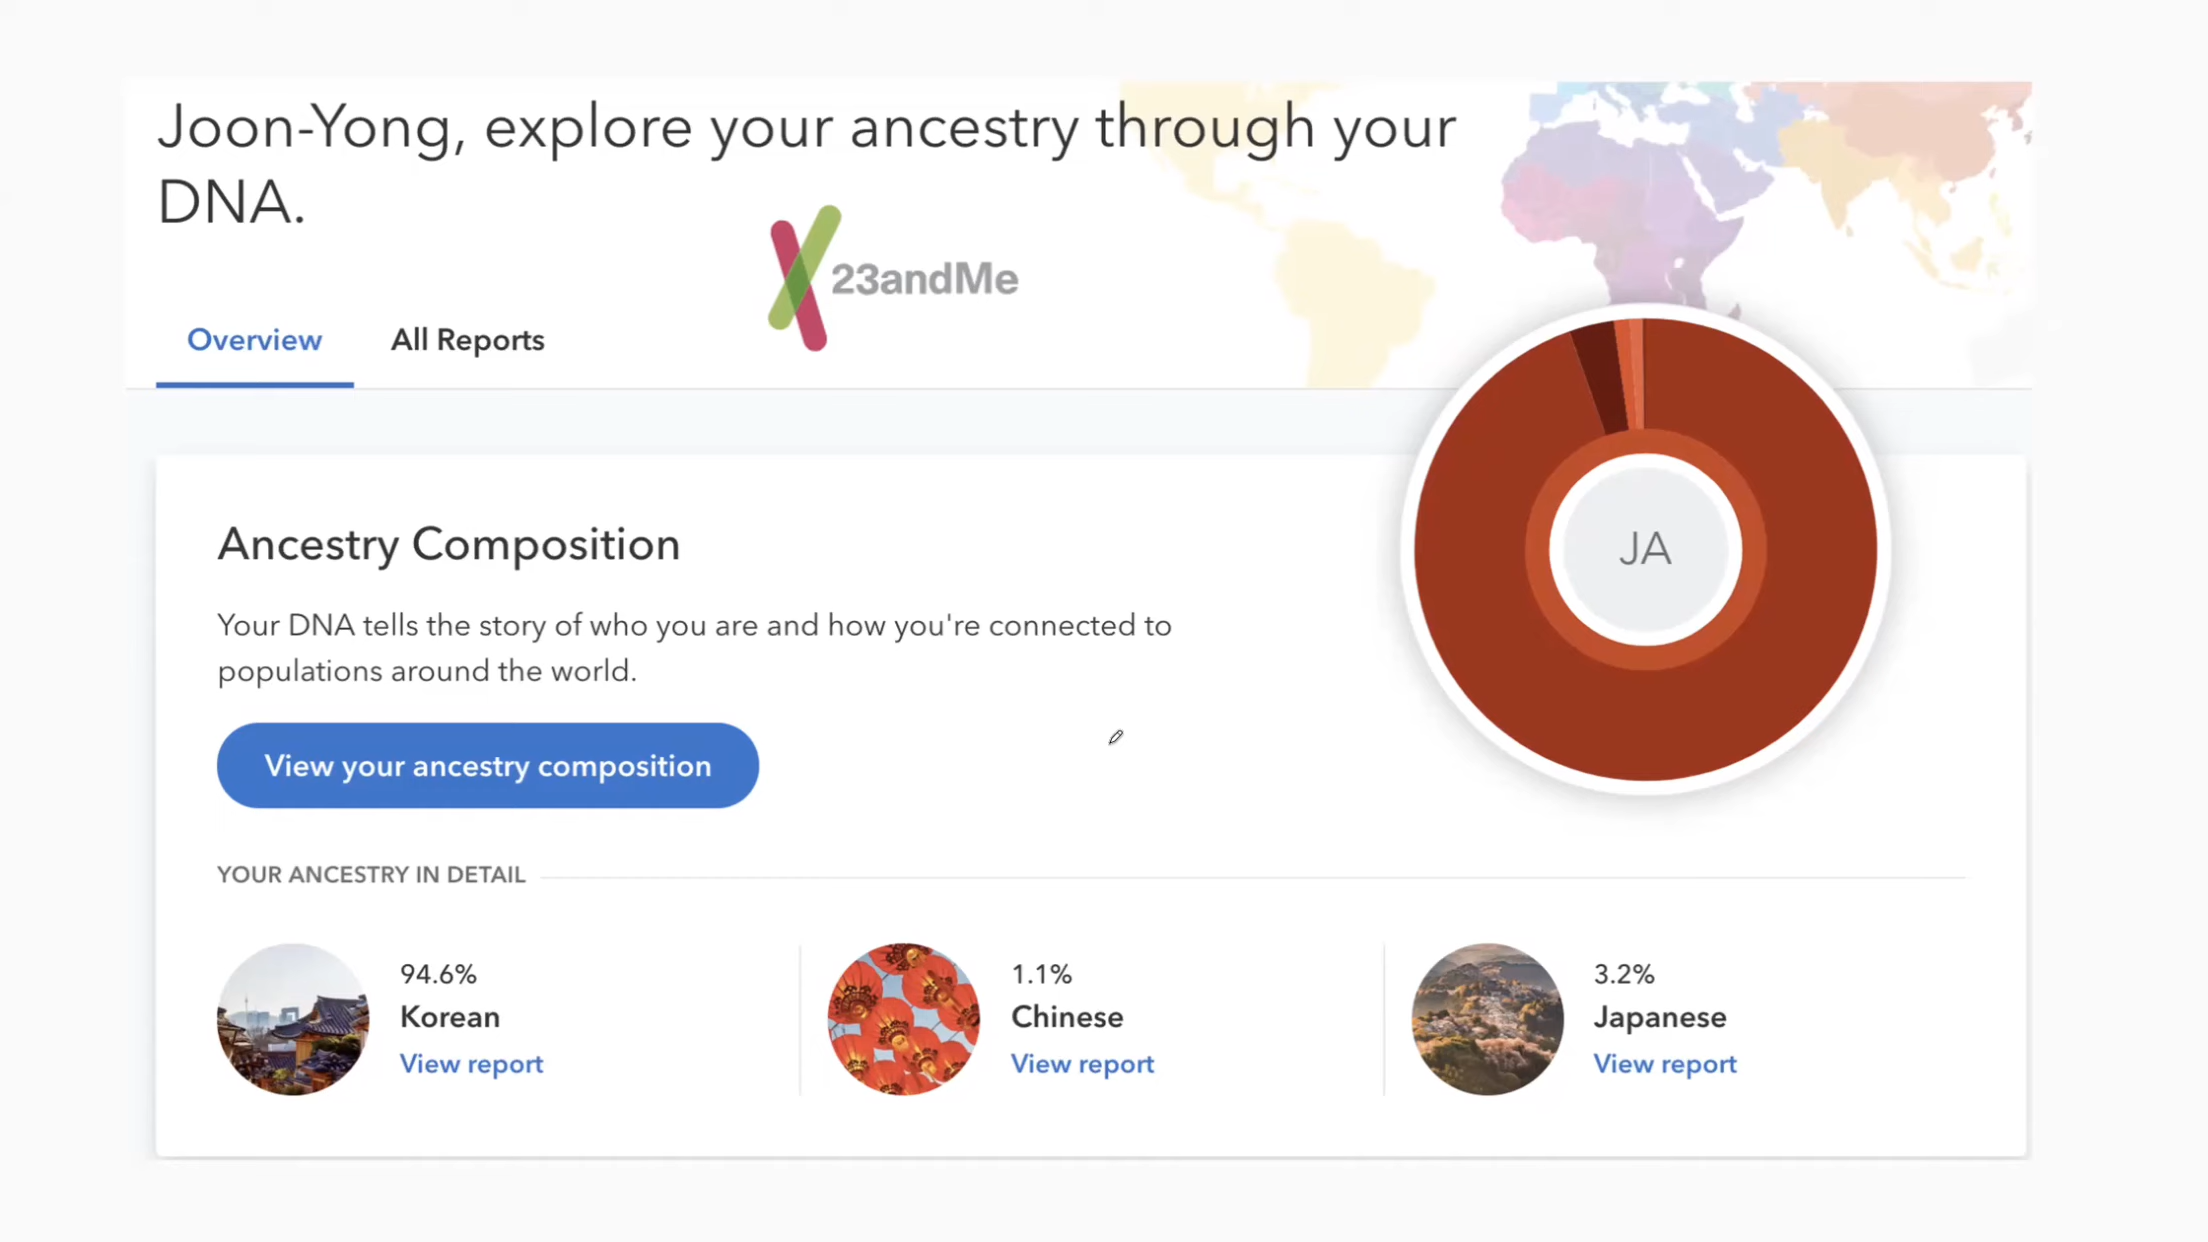 Joon-Yong, explore your ancestry through your
DNA.
23andMe
Overview
All Reports
JA
Ancestry Composition
Your DNA tells the story of who you are and how you're connected to
populations around the world.
View your ancestry composition
YOUR ANCESTRY IN DETAIL
94.6%
Korean
View report
1.1%
Chinese
View report
3.2%
Japanese
View report